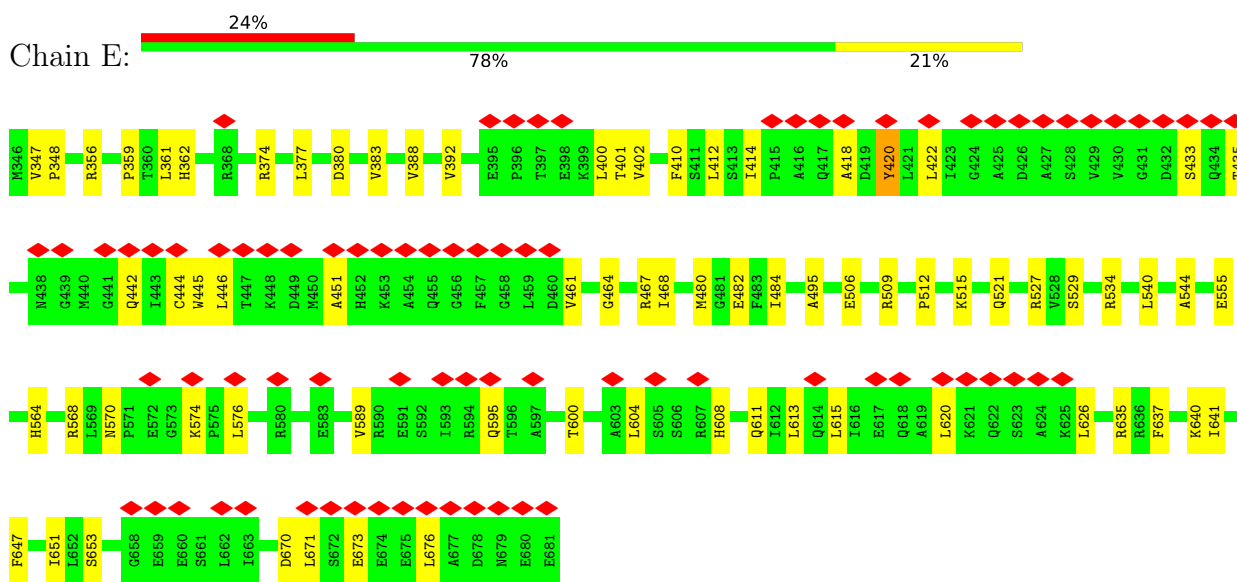 24%
Chain E:
78% 21%
M346 V347 P348 R356 P359 T360 L361 H362 R368 R374 L377 D380 V383 V388 V392 E395 P396 T397 E398 K399 L400 T401 V402 F410 S411 L412 S413 I414 P415 A416 Q417 A418 D419 Y420 L421 L422 I423 G424 A425 D426 A427 S428 V429 V430 G431 D432 S433 Q434 T435
N438 G439 M440 G441 Q442 I443 C444 W445 L446 T447 K448 D449 M450 A451 H452 K453 A454 Q455 G456 F457 G458 L459 D460 V461 G464 R467 I468 M480 G481 E482 F483 I484 A495 E506 R509 P512 K515 Q521 R527 V528 S529 R534 L540 A544 E555
H564 R568 L569 N570 P571 E572 G573 K574 P575 L576 R580 E583 V589 R590 E591 S592 I593 R594 Q595 T596 A597 T600 A603 L604 S605 S606 R607 H608 Q611 I612 L613 Q614 L615 I616 E617 Q618 A619 L620 K621 Q622 S623 A624 K625 L626 R635 R636 F637 K640 I641
F647 I651 L652 S653 G658 E659 E660 S661 L662 I663 D670 L671 S672 E673 E674 E675 L676 A677 D678 N679 E680 E681